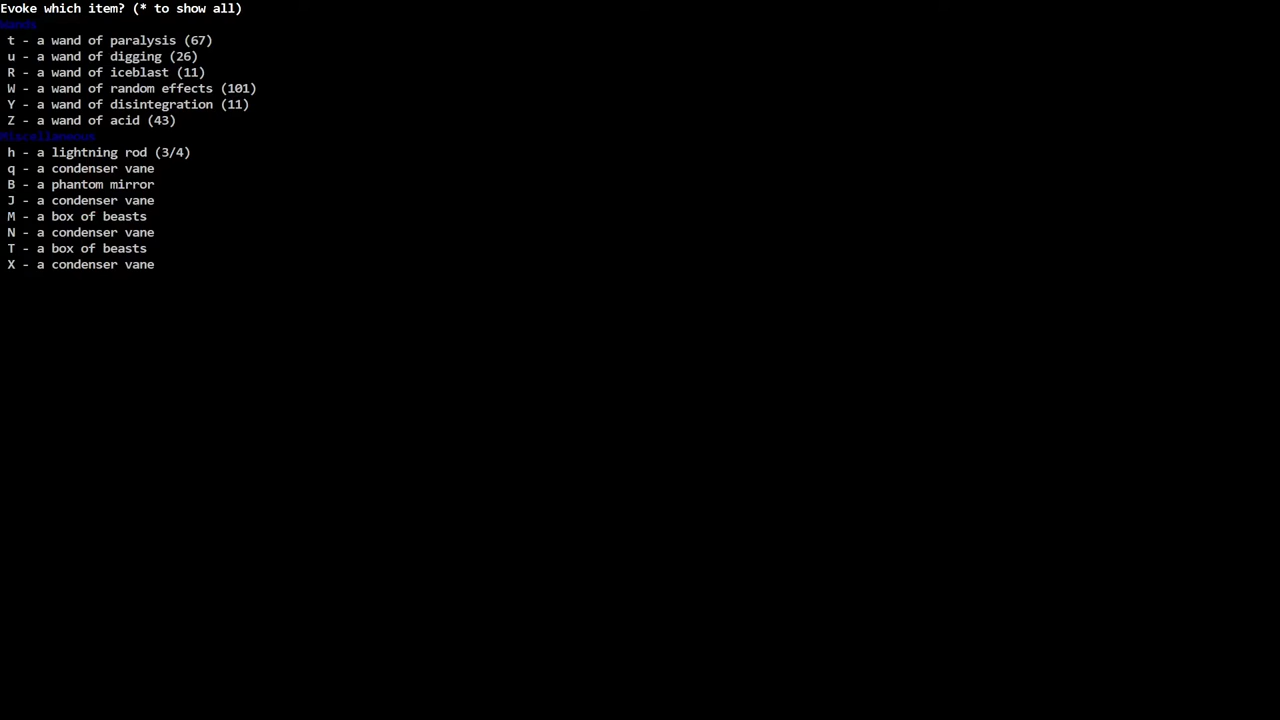 Evoke which item? (* to show all)
Wands
t - a wand of paralysis (67)
u - a wand of digging (26)
R - a wand of iceblast (11)
W - a wand of random effects (101)
Y - a wand of disintegration (11)
Z - a wand of acid (43)
Miscellaneous
h - a lightning rod (3/4)
q - a condenser vane
B - a phantom mirror
J - a condenser vane
M - a box of beasts
N - a condenser vane
T - a box of beasts
X - a condenser vane